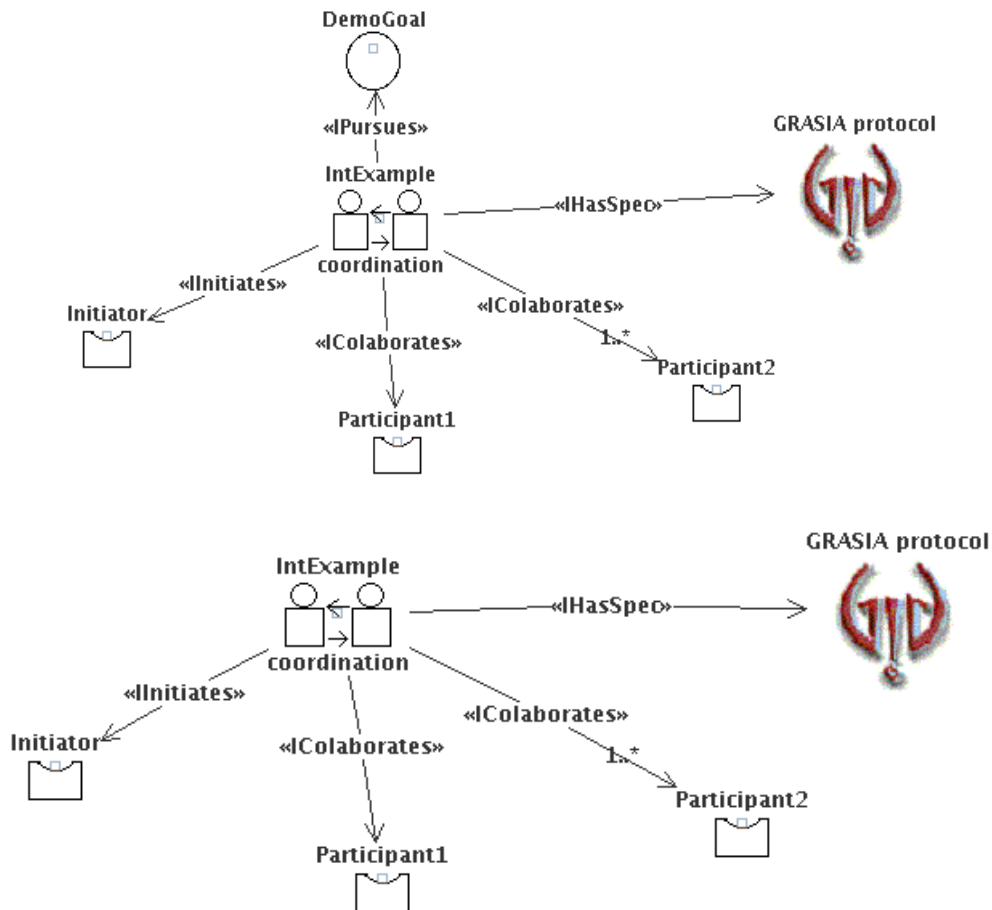 DemoGoal
«IPursues»
GRASIA protocol
IntExample
«IHasSpec»
coordination
«IInitiates»
«IColaborates»
Initiator
1..*
«IColaborates»
Participant2
Participant1
GRASIA protocol
IntExample
«IHasSpec»
coordination
«IInitiates»
«IColaborates»
Initiator
«IColaborates»
1..*
Participant2
Participant1